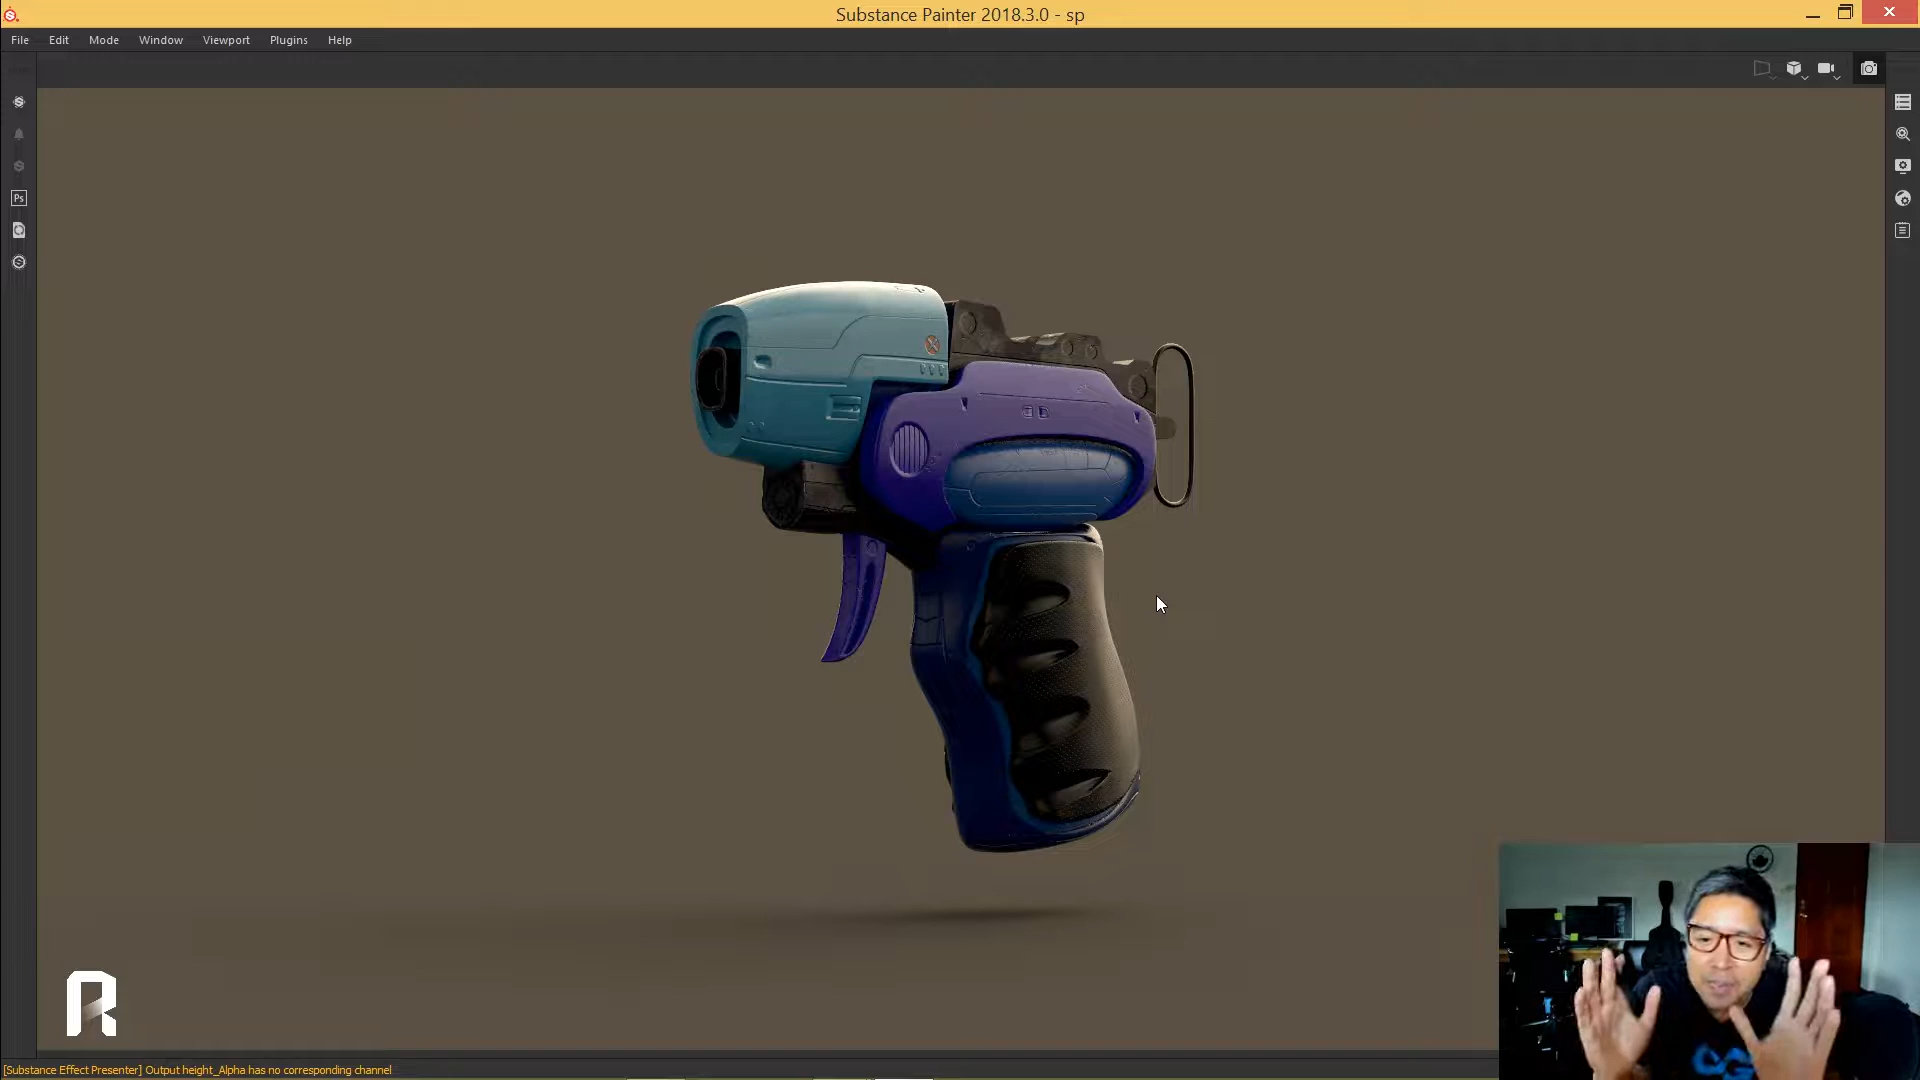 Substance Painter 2018.3.0 - sp
File Edit Mode Window Viewport Plugins Help
Ps
[Substance Effect Presenter] Output height_Alpha has no corresponding channel